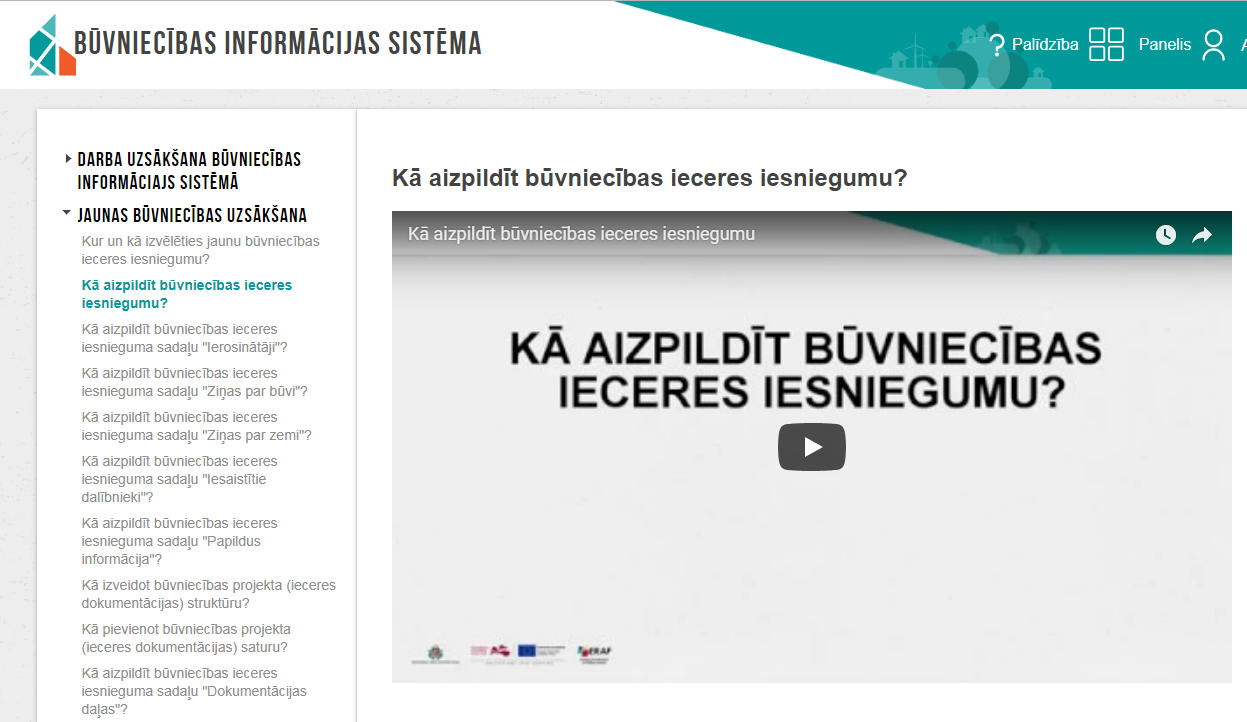 BŪVNIECĪBAS INFORMĀCIJAS SISTĒMA
Palīdzība
Panelis
DARBA UZSĀKŠANA BŪVNIECĪBAS
INFORMĀCIAJS SISTĒMĀ
JAUNAS BŪVNIECĪBAS UZSĀKŠANA
Kur un kā izvēlēties jaunu būvniecības
ieceres iesniegumu?
Kā aizpildīt būvniecības ieceres
iesniegumu?
Kā aizpildīt būvniecības ieceres
iesnieguma sadaļu "Ierosinātāji"?
Kā aizpildīt būvniecības ieceres
iesnieguma sadaļu "Ziņas par būvi"?
Kā aizpildīt būvniecības ieceres
iesnieguma sadaļu "Ziņas par zemi"?
Kā aizpildīt būvniecības ieceres
iesnieguma sadaļu "Iesaistītie
dalībnieki"?
Kā aizpildīt būvniecības ieceres
iesnieguma sadaļu "Papildus
informācija"?
Kā izveidot būvniecības projekta (ieceres
dokumentācijas) struktūru?
Kā pievienot būvniecības projekta
(ieceres dokumentācijas) saturu?
Kā aizpildīt būvniecības ieceres
iesnieguma sadaļu "Dokumentācijas
daļas"?
Kā aizpildīt būvniecības ieceres iesniegumu?
Kā aizpildīt būvniecības ieceres iesniegumu
KĀ AIZPILDĪT BŪVNIECĪBAS
IECERES IESNIEGUMU?
ERAF